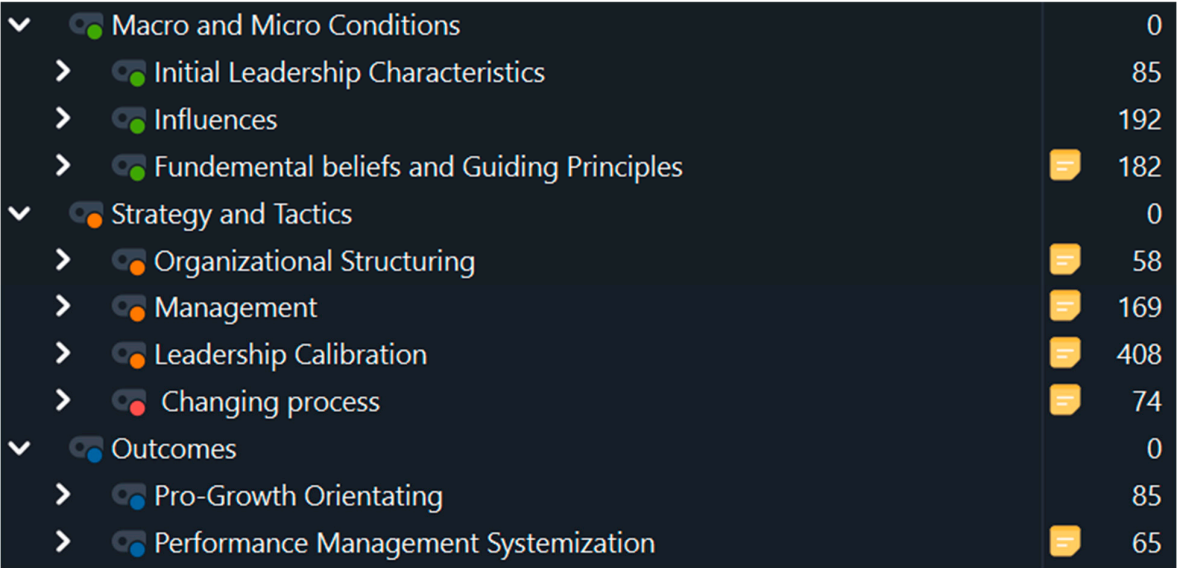 Macro and Micro Conditions 0
Initial Leadership Characteristics 85
Influences 192
Fundemental beliefs and Guiding Principles 182
Strategy and Tactics 0
Organizational Structuring 58
Management 169
Leadership Calibration 408
Changing process 74
Outcomes 0
Pro-Growth Orientating 85
Performance Management Systemization 65